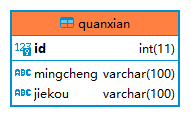 quanxian
123 id int(11)
ABC mingcheng varchar(100)
ABC jiekou varchar(100)